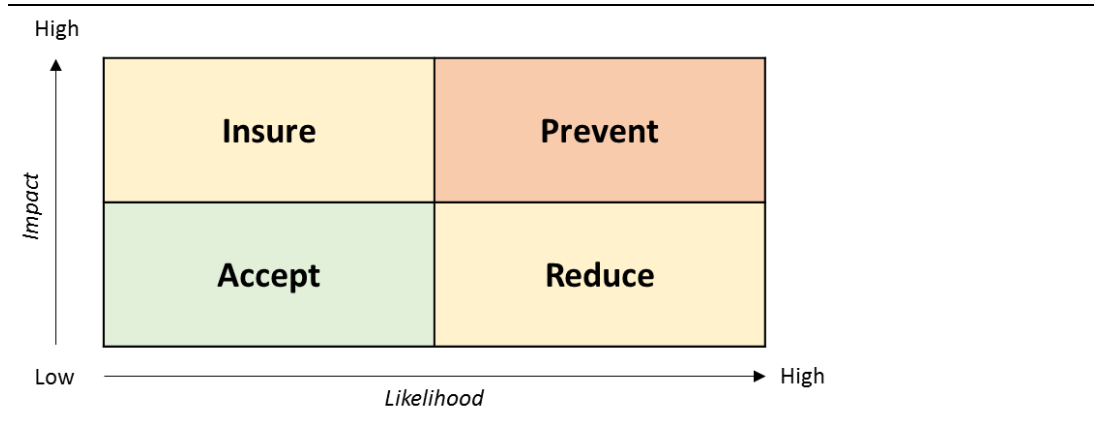 High
Insure
Prevent
Impact
Accept
Reduce
Low
High
Likelihood